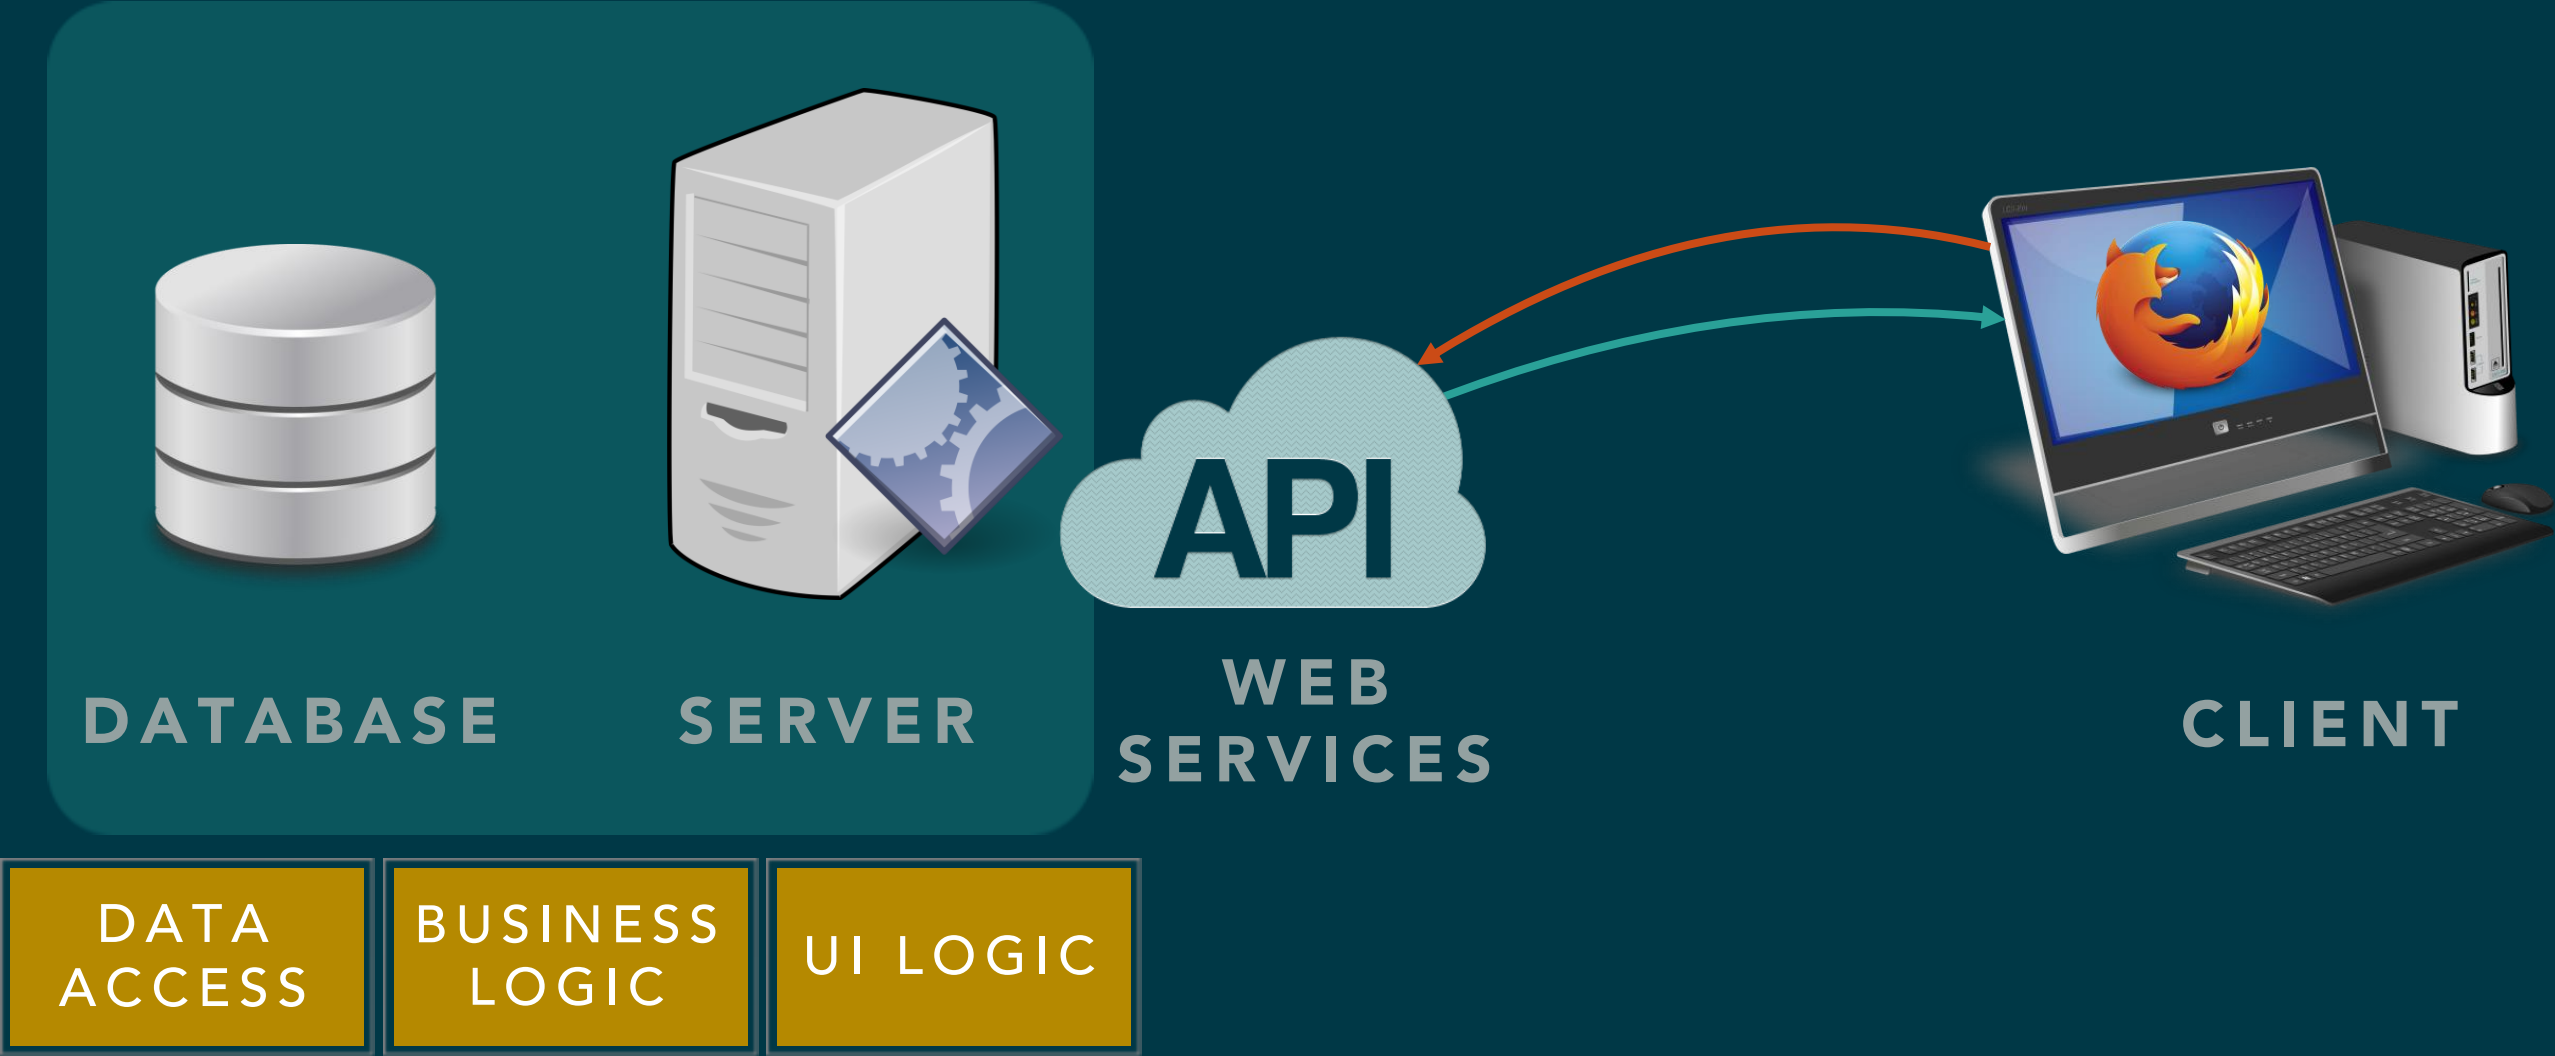 API
DATABASE
SERVER
WEB
SERVICES
CLIENT
DATA
ACCESS
BUSINESS
LOGIC
UI LOGIC